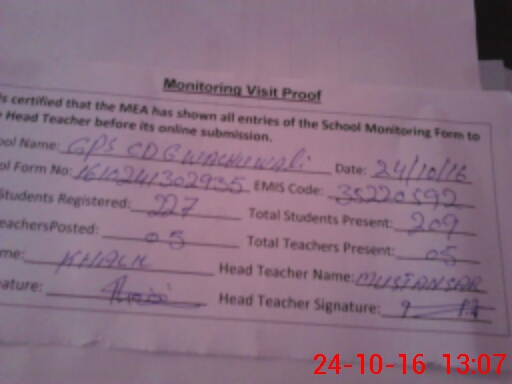 Monitoring Visit Proof
is certified that the MEA has shown all entries of the School Monitoring Form to
Head Teacher before its online submission.
ool Name: GPS CDG Date: 24/10/16
ol Form No: 1610241302935 EMIS Code: 35220592
Students Registered: 227 Total Students Present: 209
eachersPosted: 05 Total Teachers Present: 05
me: KHALIL Head Teacher Name: MUSTANSAR
ature: Head Teacher Signature:
24-10-16 13:07